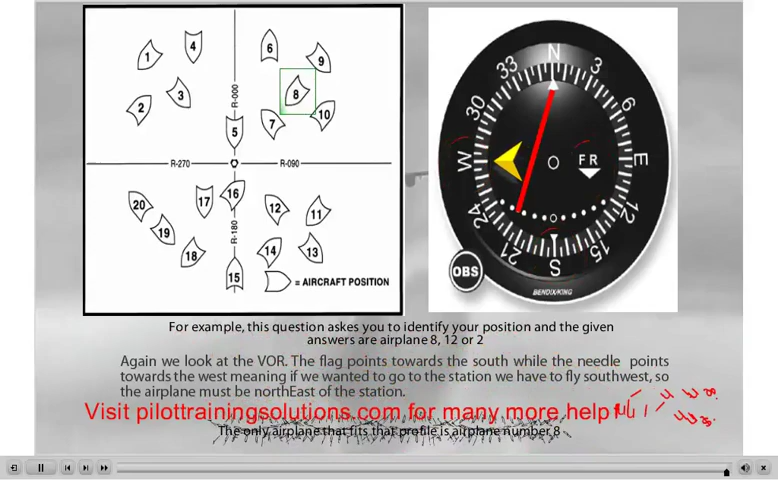 1
4
6
9
2
3
8
10
R-000
7
5
R-270
R-090
16
20
17
12
11
19
R-180
18
14
13
15
= AIRCRAFT POSITION
N
33
3
30
6
W
FR
E
24
12
21
15
S
OBS
BENDIX/KING
For example, this question askes you to identify your position and the given
answers are airplane 8, 12 or 2
Again we look at the VOR. The flag points towards the south while the needle points
towards the west meaning if we wanted to go to the station we have to fly southwest, so
the airplane must be northEast of the station.
Visit pilottrainingsolutions.com for many more help
The only airplane that fits that profile is airplane number 8